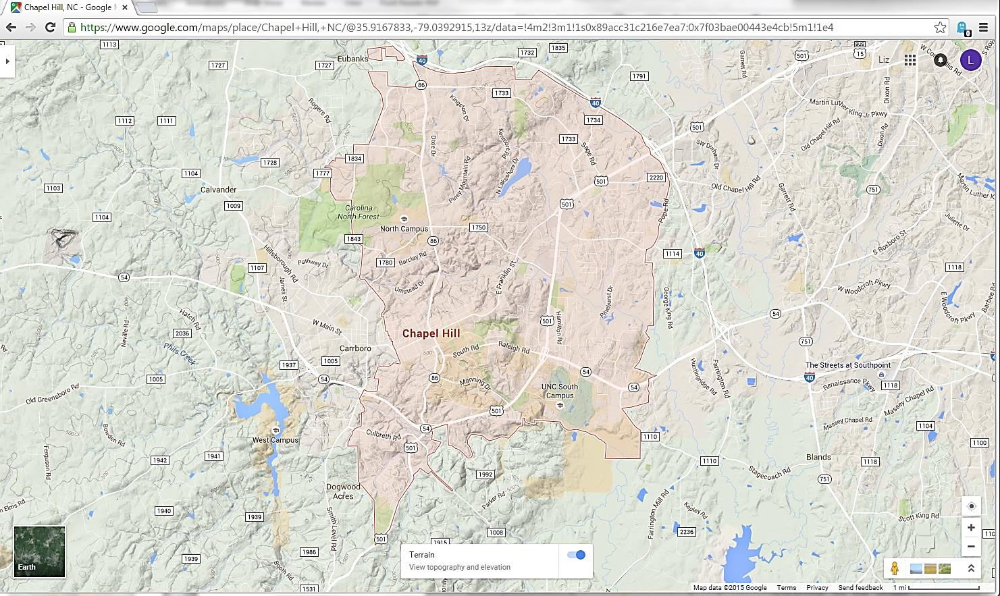 Chapel Hill, NC - Google
https://www.google.com/maps/place/Chapel+Hill,+NC/@35.9167833,-79.0392915,13z/data=!4m2!3m1!1s0x89acc31c216e7ea7:0x7f03bae00443e4cb!5m1!1e4
0
1113
1732
1835
BUS
15
Eubanks
40
501
Liz
L
1727
1727
Garrett Rd
1791
86
1733
Dixon Rd
Rogers Rd
Kingston Dr
40
Martin Luther King Jr Pkwy
1112
1111
1734
501
Old Chapel Hill Rd
Dixie Dr
Kenmore Rd
1733
Sage Rd
SW Durham Dr
Dixon Rd
1834
1728
1777
1104
Piney Mountain Rd
N Lakeshore Dr
501
2220
Old Chapel Hill Rd
Garrett Rd
751
Martin Luther K
1103
Calvander
1009
501
Carolina
North Forest
Pope Rd
1104
North Campus
1750
Juliette Dr
1843
86
S Roxboro St
Hillsborough Rd
Pathway Dr
1780
Barclay Rd
40
1114
1107
1118
54
James St
Umstead Dr
E Franklin St
George King Rd
Pinehurst Dr
W Woodcroft Pkwy
E Woodcroft Pkwy
Barbee Rd
Hatch Rd
Neville Rd
W Main St
501
Hamilton Rd
54
2036
Chapel Hill
751
Phils Creek
Carrboro
500
South Rd
Raleigh Rd
1937
1005
The Streets at Southpoint
1005
54
86
Manning Dr
54
54
Huntingridge Rd
Farrington Rd
40
Renaissance Pkwy
1118
Old Greensboro Rd
UNC South
Campus
501
Massey Chapel Rd
Bowden Rd
West Campus
Culbreth Rd
54
Massey Chapel Rd
1104
1110
501
1100
Ferguson Rd
1941
1942
1110
Blands
1118
Stagecoach Rd
1992
751
Dogwood
Acres
Parker Rd
500
n Elms Rd
1940
1939
Smith Level Rd
Farrington Mill Rd
Kepley Rd
Scott King Rd
1008
2236
501
1915
1986
1939
Booth Rd
1531
Earth
Terrain
View topography and elevation
Map data ©2015 Google Terms Privacy Send feedback 1 mi